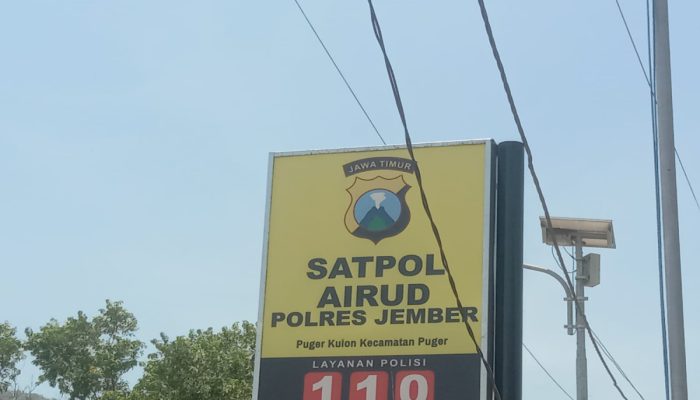 JAWA TIMUR
SATPOL
AIRUD
POLRES JEMBER
Puger Kulon Kecamatan Puger
LAYANAN POLISI
110